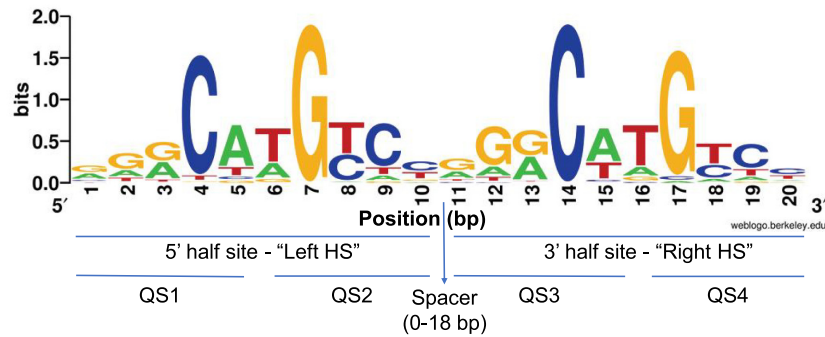 2.0
1.5
1.0
0.5
0.0
bits
G G G C A T G T C C G G G C A T G T C C
1 2 3 4 5 6 7 8 9 10 11 12 13 14 15 16 17 18 19 20
5′ 3′
Position (bp)
weblogo.berkeley.edu
5’ half site - “Left HS” 3’ half site - “Right HS”
QS1 QS2 Spacer QS3 QS4
(0-18 bp)